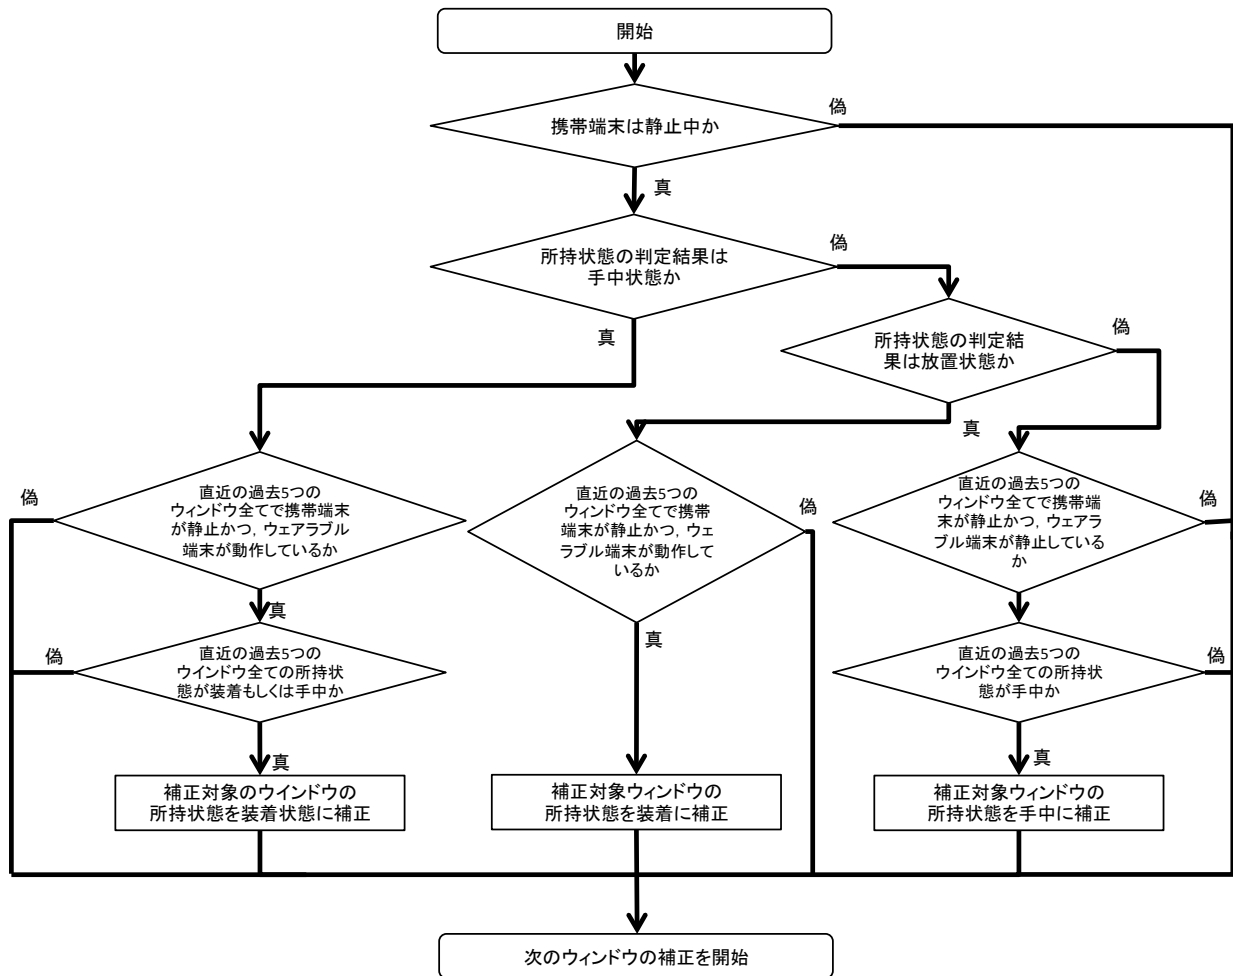 開始
携帯端末は静止中か
偽
真
所持状態の判定結果は
手中状態か
偽
真
所持状態の判定結
果は放置状態か
偽
真
直近の過去5つの
ウィンドウ全てで携帯端末
が静止かつ，ウェアラブル
端末が動作しているか
偽
真
直近の過去5つの
ウィンドウ全てで携帯
端末が静止かつ，ウェ
ラブル端末が動作して
いるか
偽
真
直近の過去5つの
ウィンドウ全てで携帯端
末が静止かつ，ウェアラ
ブル端末が静止している
か
偽
直近の過去5つの
ウインドウ全ての所持状
態が装着もしくは手中か
偽
真
直近の過去5つの
ウインドウ全ての所持状
態が手中か
偽
真
補正対象のウインドウの
所持状態を装着状態に補正
補正対象ウィンドウの
所持状態を装着に補正
補正対象ウィンドウの
所持状態を手中に補正
次のウィンドウの補正を開始